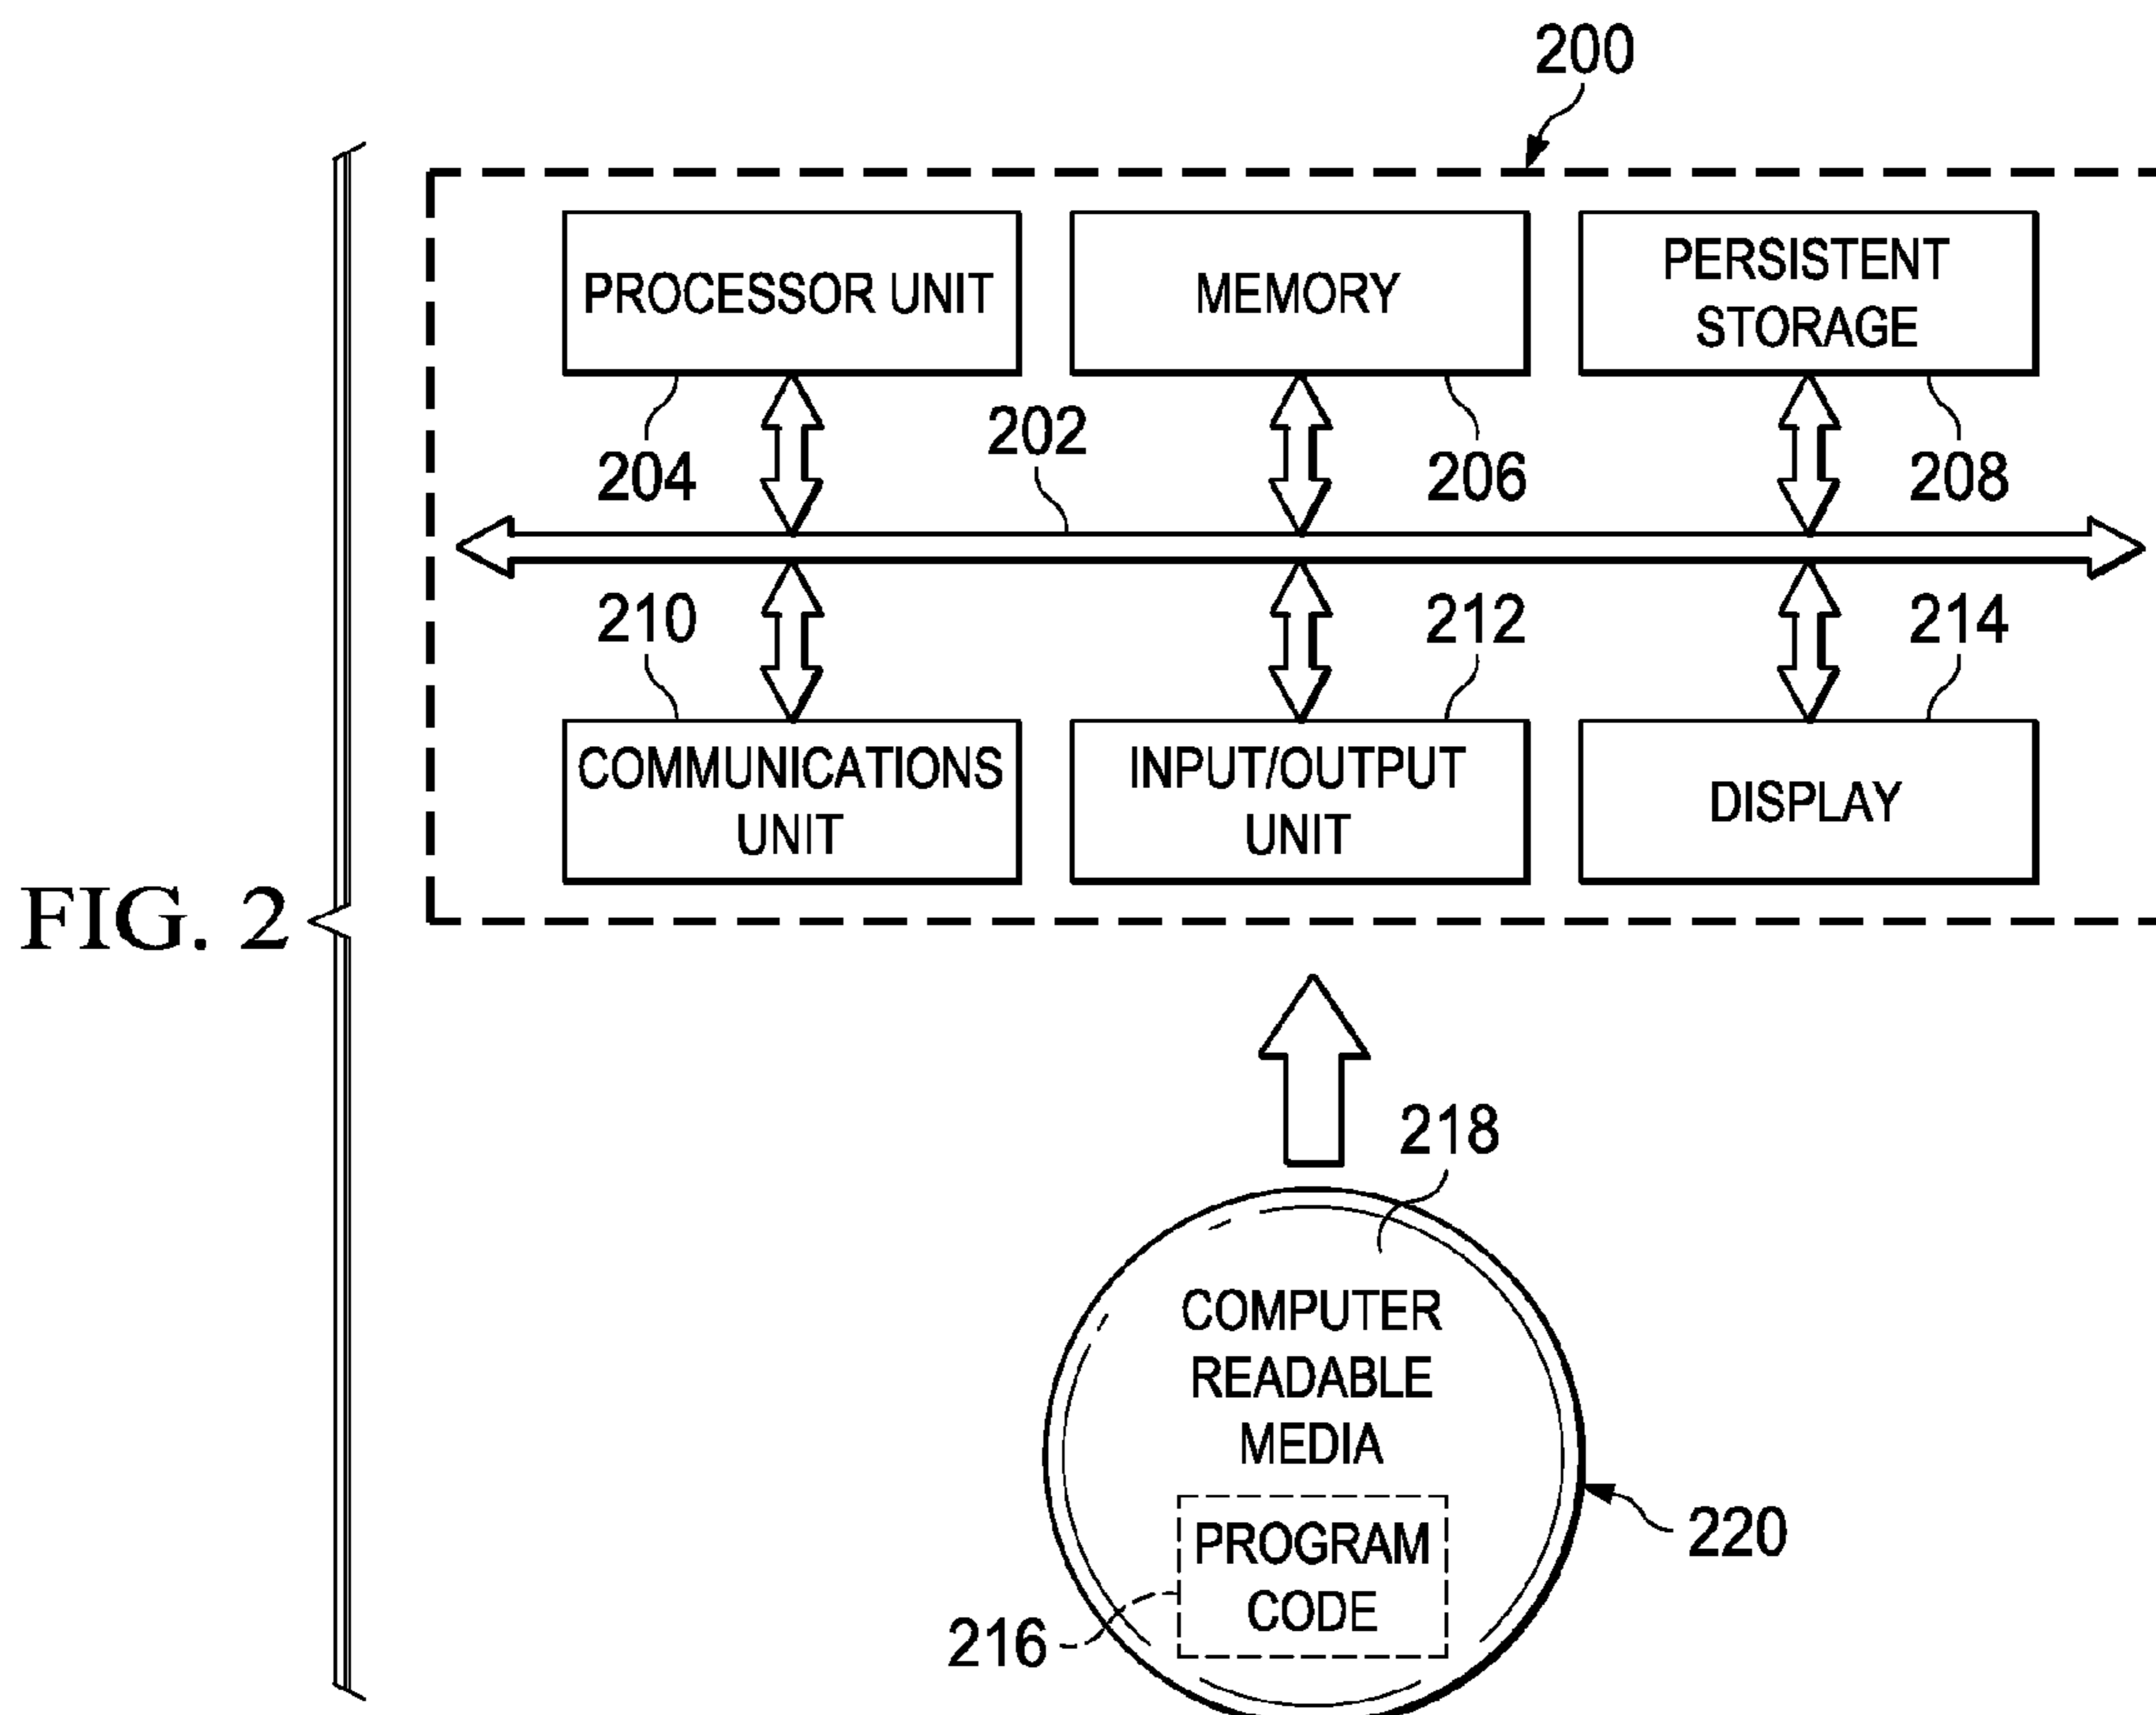 200
PROCESSOR UNIT
MEMORY
PERSISTENT
STORAGE
204
202
206
208
210
212
214
COMMUNICATIONS
UNIT
INPUT/OUTPUT
UNIT
DISPLAY
FIG. 2
218
COMPUTER
READABLE
MEDIA
PROGRAM
CODE
220
216